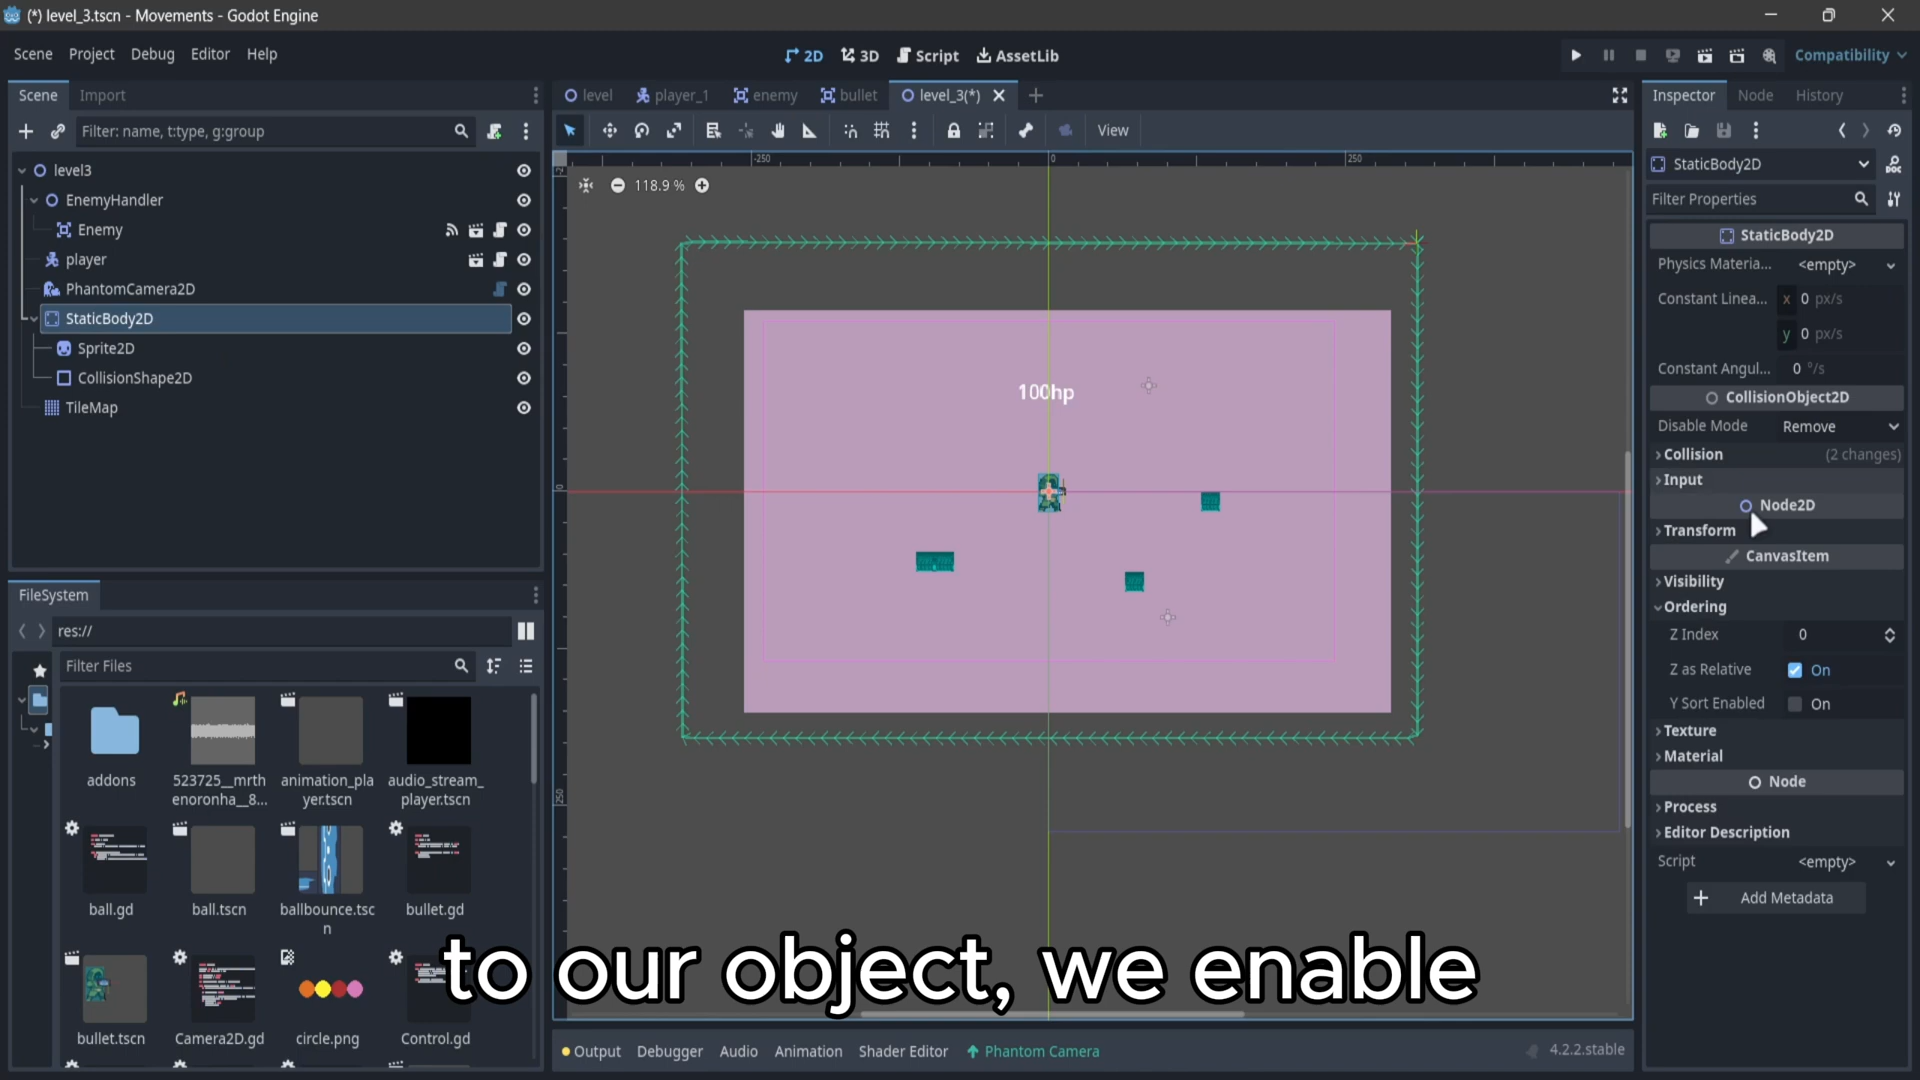 (*) level_3.tscn - Movements - Godot Engine
Scene Project Debug Editor Help
2D 3D Script AssetLib
Compatibility
Scene Import
Filter: name, t:type, g:group
level3
EnemyHandler
Enemy
player
PhantomCamera2D
StaticBody2D
Sprite2D
CollisionShape2D
TileMap
FileSystem
res://
Filter Files
addons
523725__mrth
enoronha__8...
animation_pla
yer.tscn
audio_stream_
player.tscn
ball.gd
ball.tscn
ballbounce.tsc
n
bullet.gd
bullet.tscn
Camera2D.gd
circle.png
Control.gd
level player_1 enemy bullet level_3(*)
View
-250 0 250
118.9 %
0
250
100hp
to our object, we enable
Output Debugger Audio Animation Shader Editor Phantom Camera
4.2.2.stable
Inspector Node History
StaticBody2D
DOC
Filter Properties
StaticBody2D
Physics Materia... <empty>
Constant Linea... x 0 px/s
y 0 px/s
Constant Angul... 0 °/s
CollisionObject2D
Disable Mode Remove
Collision (2 changes)
Input
Node2D
Transform
CanvasItem
Visibility
Ordering
Z Index 0
Z as Relative On
Y Sort Enabled On
Texture
Material
Node
Process
Editor Description
Script <empty>
Add Metadata